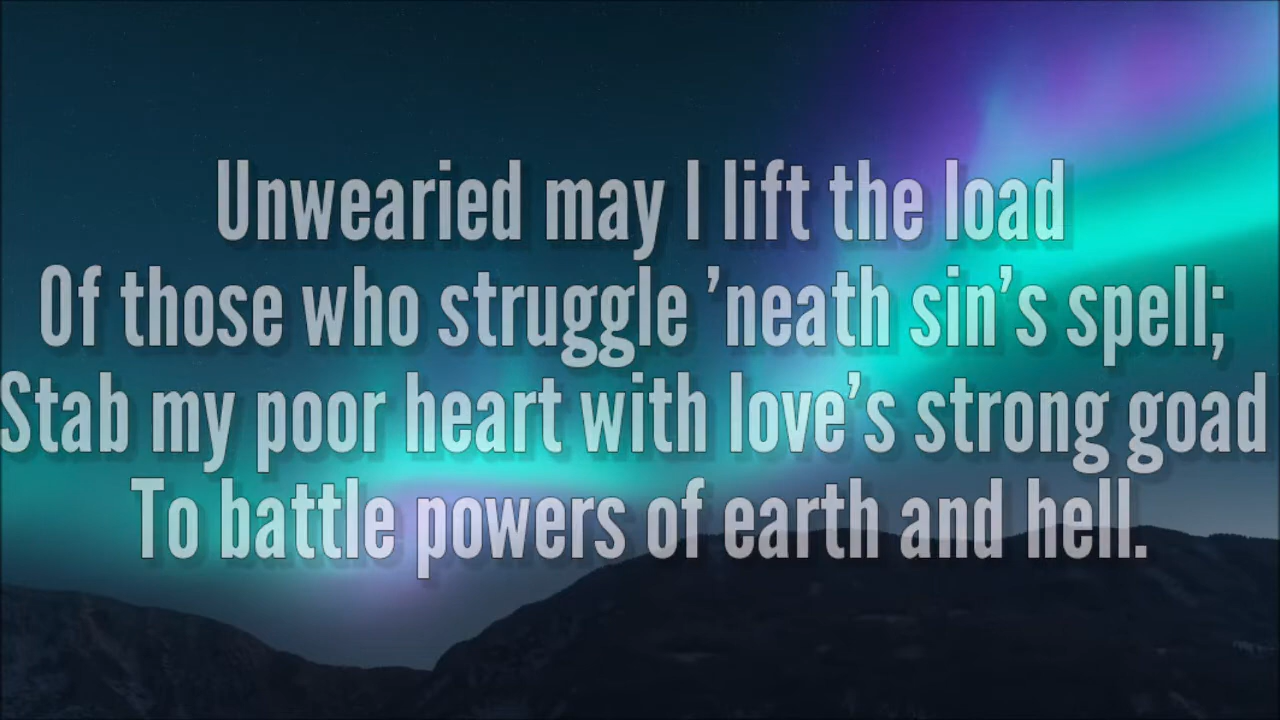 Unwearied may I lift the load
Of those who struggle ’neath sin’s spell;
Stab my poor heart with love’s strong goad
To battle powers of earth and hell.